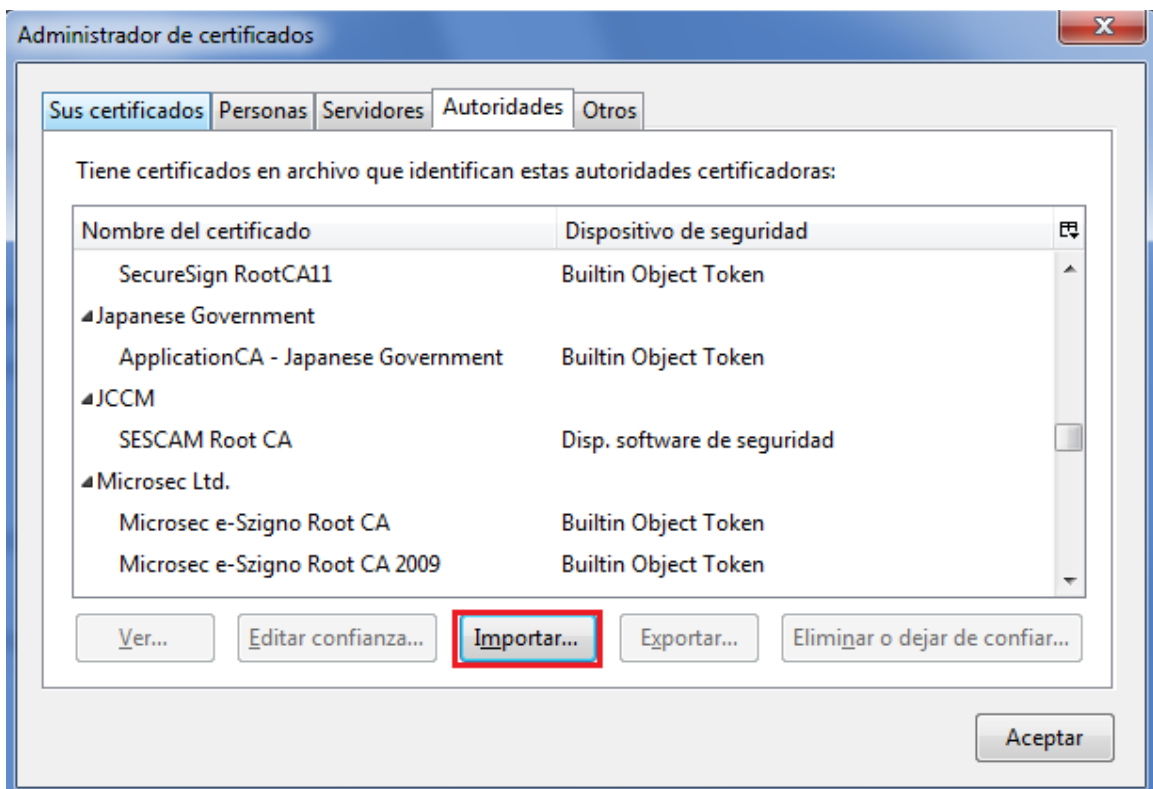 Administrador de certificados
Sus certificados Personas Servidores Autoridades Otros
Tiene certificados en archivo que identifican estas autoridades certificadoras:
Nombre del certificado Dispositivo de seguridad
SecureSign RootCA11 Builtin Object Token
Japanese Government
ApplicationCA - Japanese Government Builtin Object Token
JCCM
SESCAM Root CA Disp. software de seguridad
Microsec Ltd.
Microsec e-Szigno Root CA Builtin Object Token
Microsec e-Szigno Root CA 2009 Builtin Object Token
Ver... Editar confianza... Importar... Exportar... Eliminar o dejar de confiar...
Aceptar